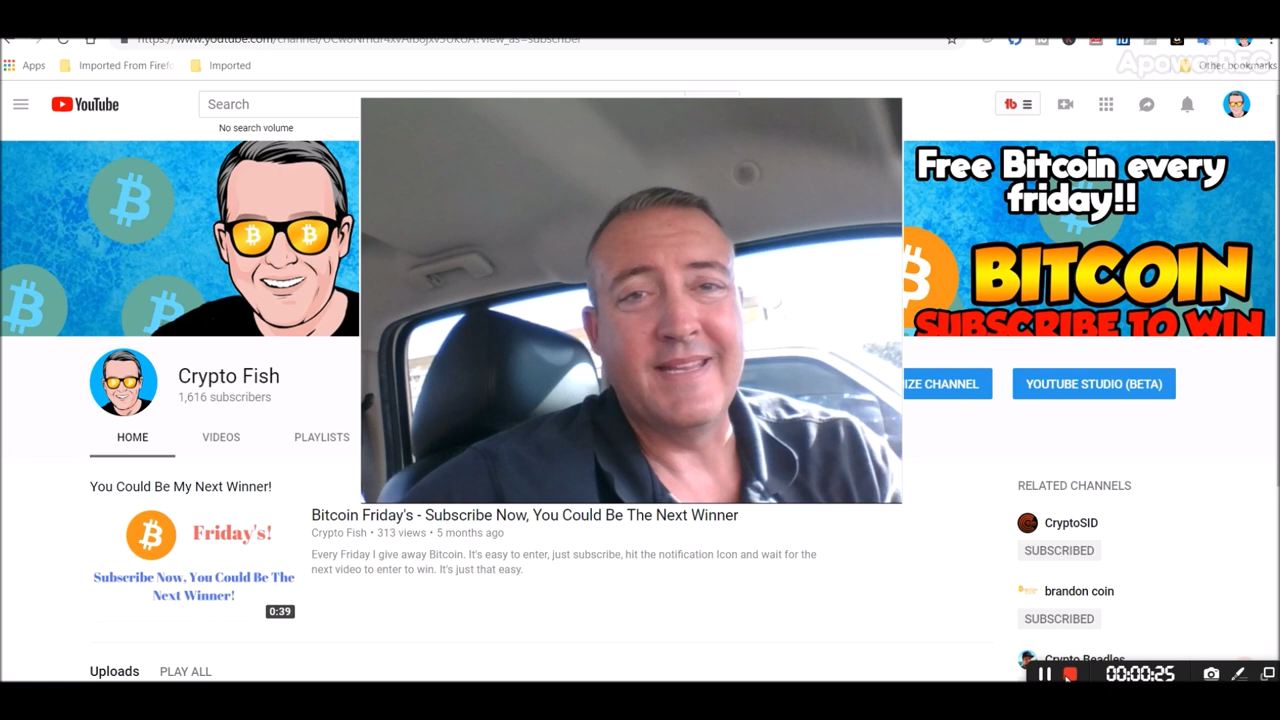 Apps
Imported From Firef
Imported
Other bookmarks
ApowerREC
YouTube
Search
No search volume
Free Bitcoin every
friday!!
BITCOIN
SUBSCRIBE TO WIN
Crypto Fish
1,616 subscribers
IZE CHANNEL
YOUTUBE STUDIO (BETA)
HOME
VIDEOS
PLAYLISTS
You Could Be My Next Winner!
Friday's!
Subscribe Now, You Could Be The
Next Winner!
0:39
Bitcoin Friday's - Subscribe Now, You Could Be The Next Winner
Crypto Fish • 313 views • 5 months ago
Every Friday I give away Bitcoin. It's easy to enter, just subscribe, hit the notification Icon and wait for the
next video to enter to win. It's just that easy.
RELATED CHANNELS
CryptoSID
SUBSCRIBED
brandon coin
SUBSCRIBED
Crypto Beadles
Uploads
PLAY ALL
00:00:25